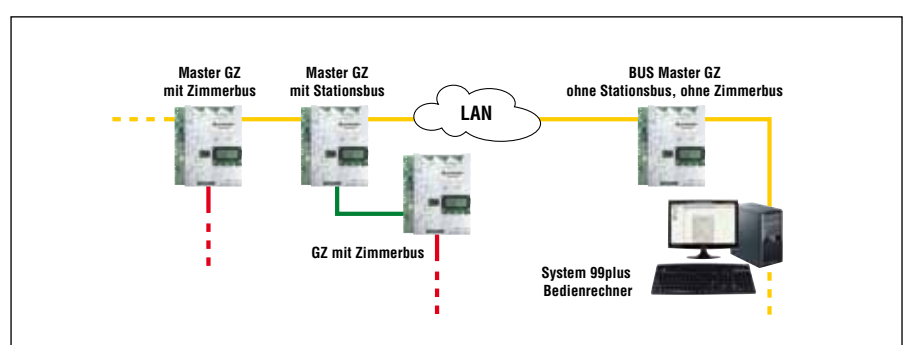 Master GZ
mit Zimmerbus
Master GZ
mit Stationsbus
BUS Master GZ
ohne Stationsbus, ohne Zimmerbus
LAN
GZ mit Zimmerbus
System 99plus
Bedienrechner